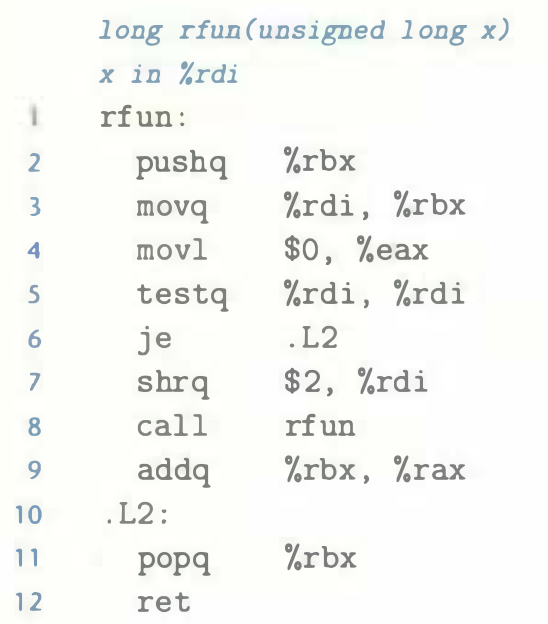 long rfun(unsigned long x)
x in %rdi
1 rfun:
2 pushq %rbx
3 movq %rdi, %rbx
4 movl $0, %eax
5 testq %rdi, %rdi
6 je .L2
7 shrq $2, %rdi
8 call rfun
9 addq %rbx, %rax
10 .L2:
11 popq %rbx
12 ret